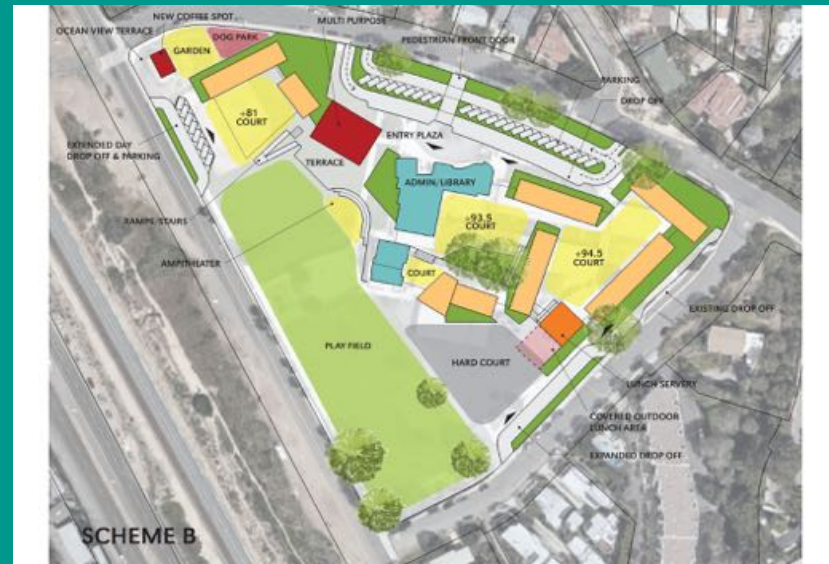 NEW COFFEE SPOT
MULTI PURPOSE
OCEAN VIEW TERRACE
DOG PARK
GARDEN
PEDESTRIAN FRONT DOOR
PARKING
DROP OFF
+81
COURT
ENTRY PLAZA
EXTENDED DAY
DROP OFF & PARKING
TERRACE
ADMIN/LIBRARY
RAMPS/STAIRS
+93.5
COURT
+94.5
COURT
AMPITHEATER
COURT
EXISTING DROP OFF
PLAY FIELD
HARD COURT
LUNCH SERVERY
COVERED OUTDOOR
LUNCH AREA
EXPANDED DROP OFF
SCHEME B